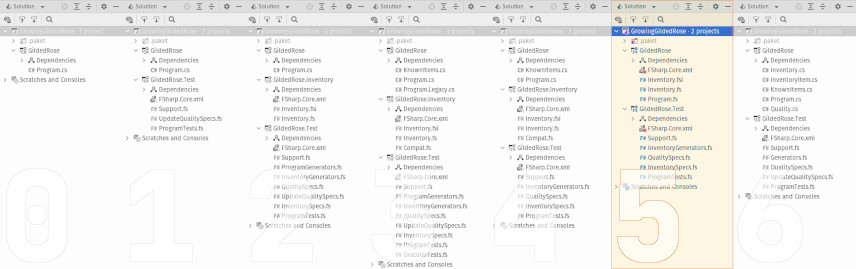 Solution
GrowingGildedRose · 1 project
paket
GildedRose
Dependencies
Program.cs
Scratches and Consoles
0
Solution
paket
GildedRose
Dependencies
Program.cs
GildedRose.Test
Dependencies
FSharp.Core.xml
Support.fs
UpdateQualitySpecs.fs
ProgramTests.fs
Scratches and Consoles
1
Solution
paket
GildedRose
Dependencies
Program.cs
GildedRose.Inventory
Dependencies
FSharp.Core.xml
Inventory.fsi
Inventory.fs
GildedRose.Test
Dependencies
FSharp.Core.xml
Support.fs
ProgramGenerators.fs
InventoryGenerators.fs
QualitySpecs.fs
UpdateQualitySpecs.fs
InventorySpecs.fs
ProgramTests.fs
Scratches and Consoles
2
Solution
paket
GildedRose
Dependencies
KnownItems.cs
Program.cs
Program.Legacy.cs
GildedRose.Inventory
Dependencies
FSharp.Core.xml
Inventory.fsi
Inventory.fs
Compat.fs
GildedRose.Test
Dependencies
FSharp.Core.xml
Support.fs
ProgramGenerators.fs
InventoryGenerators.fs
QualitySpecs.fs
UpdateQualitySpecs.fs
InventorySpecs.fs
ProgramTests.fs
OracularTests.fs
Scratches and Consoles
3
Solution
paket
GildedRose
Dependencies
KnownItems.cs
Program.cs
GildedRose.Inventory
Dependencies
FSharp.Core.xml
Inventory.fsi
Inventory.fs
Compat.fs
GildedRose.Test
Dependencies
FSharp.Core.xml
Support.fs
InventoryGenerators.fs
QualitySpecs.fs
InventorySpecs.fs
ProgramTests.fs
Scratches and Consoles
4
Solution
GrowingGildedRose · 2 projects
paket
GildedRose
Dependencies
FSharp.Core.xml
Inventory.fsi
Inventory.fs
Program.fs
GildedRose.Test
Dependencies
FSharp.Core.xml
Support.fs
InventoryGenerators.fs
QualitySpecs.fs
InventorySpecs.fs
ProgramTests.fs
Scratches and Consoles
5
Solution
paket
GildedRose
Dependencies
Inventory.cs
InventoryItem.cs
KnownItems.cs
Program.cs
Quality.cs
GildedRose.Test
Dependencies
FSharp.Core.xml
Generators.fs
QualitySpecs.fs
UpdateQualitySpecs.fs
ProgramTests.fs
Scratches and Consoles
6